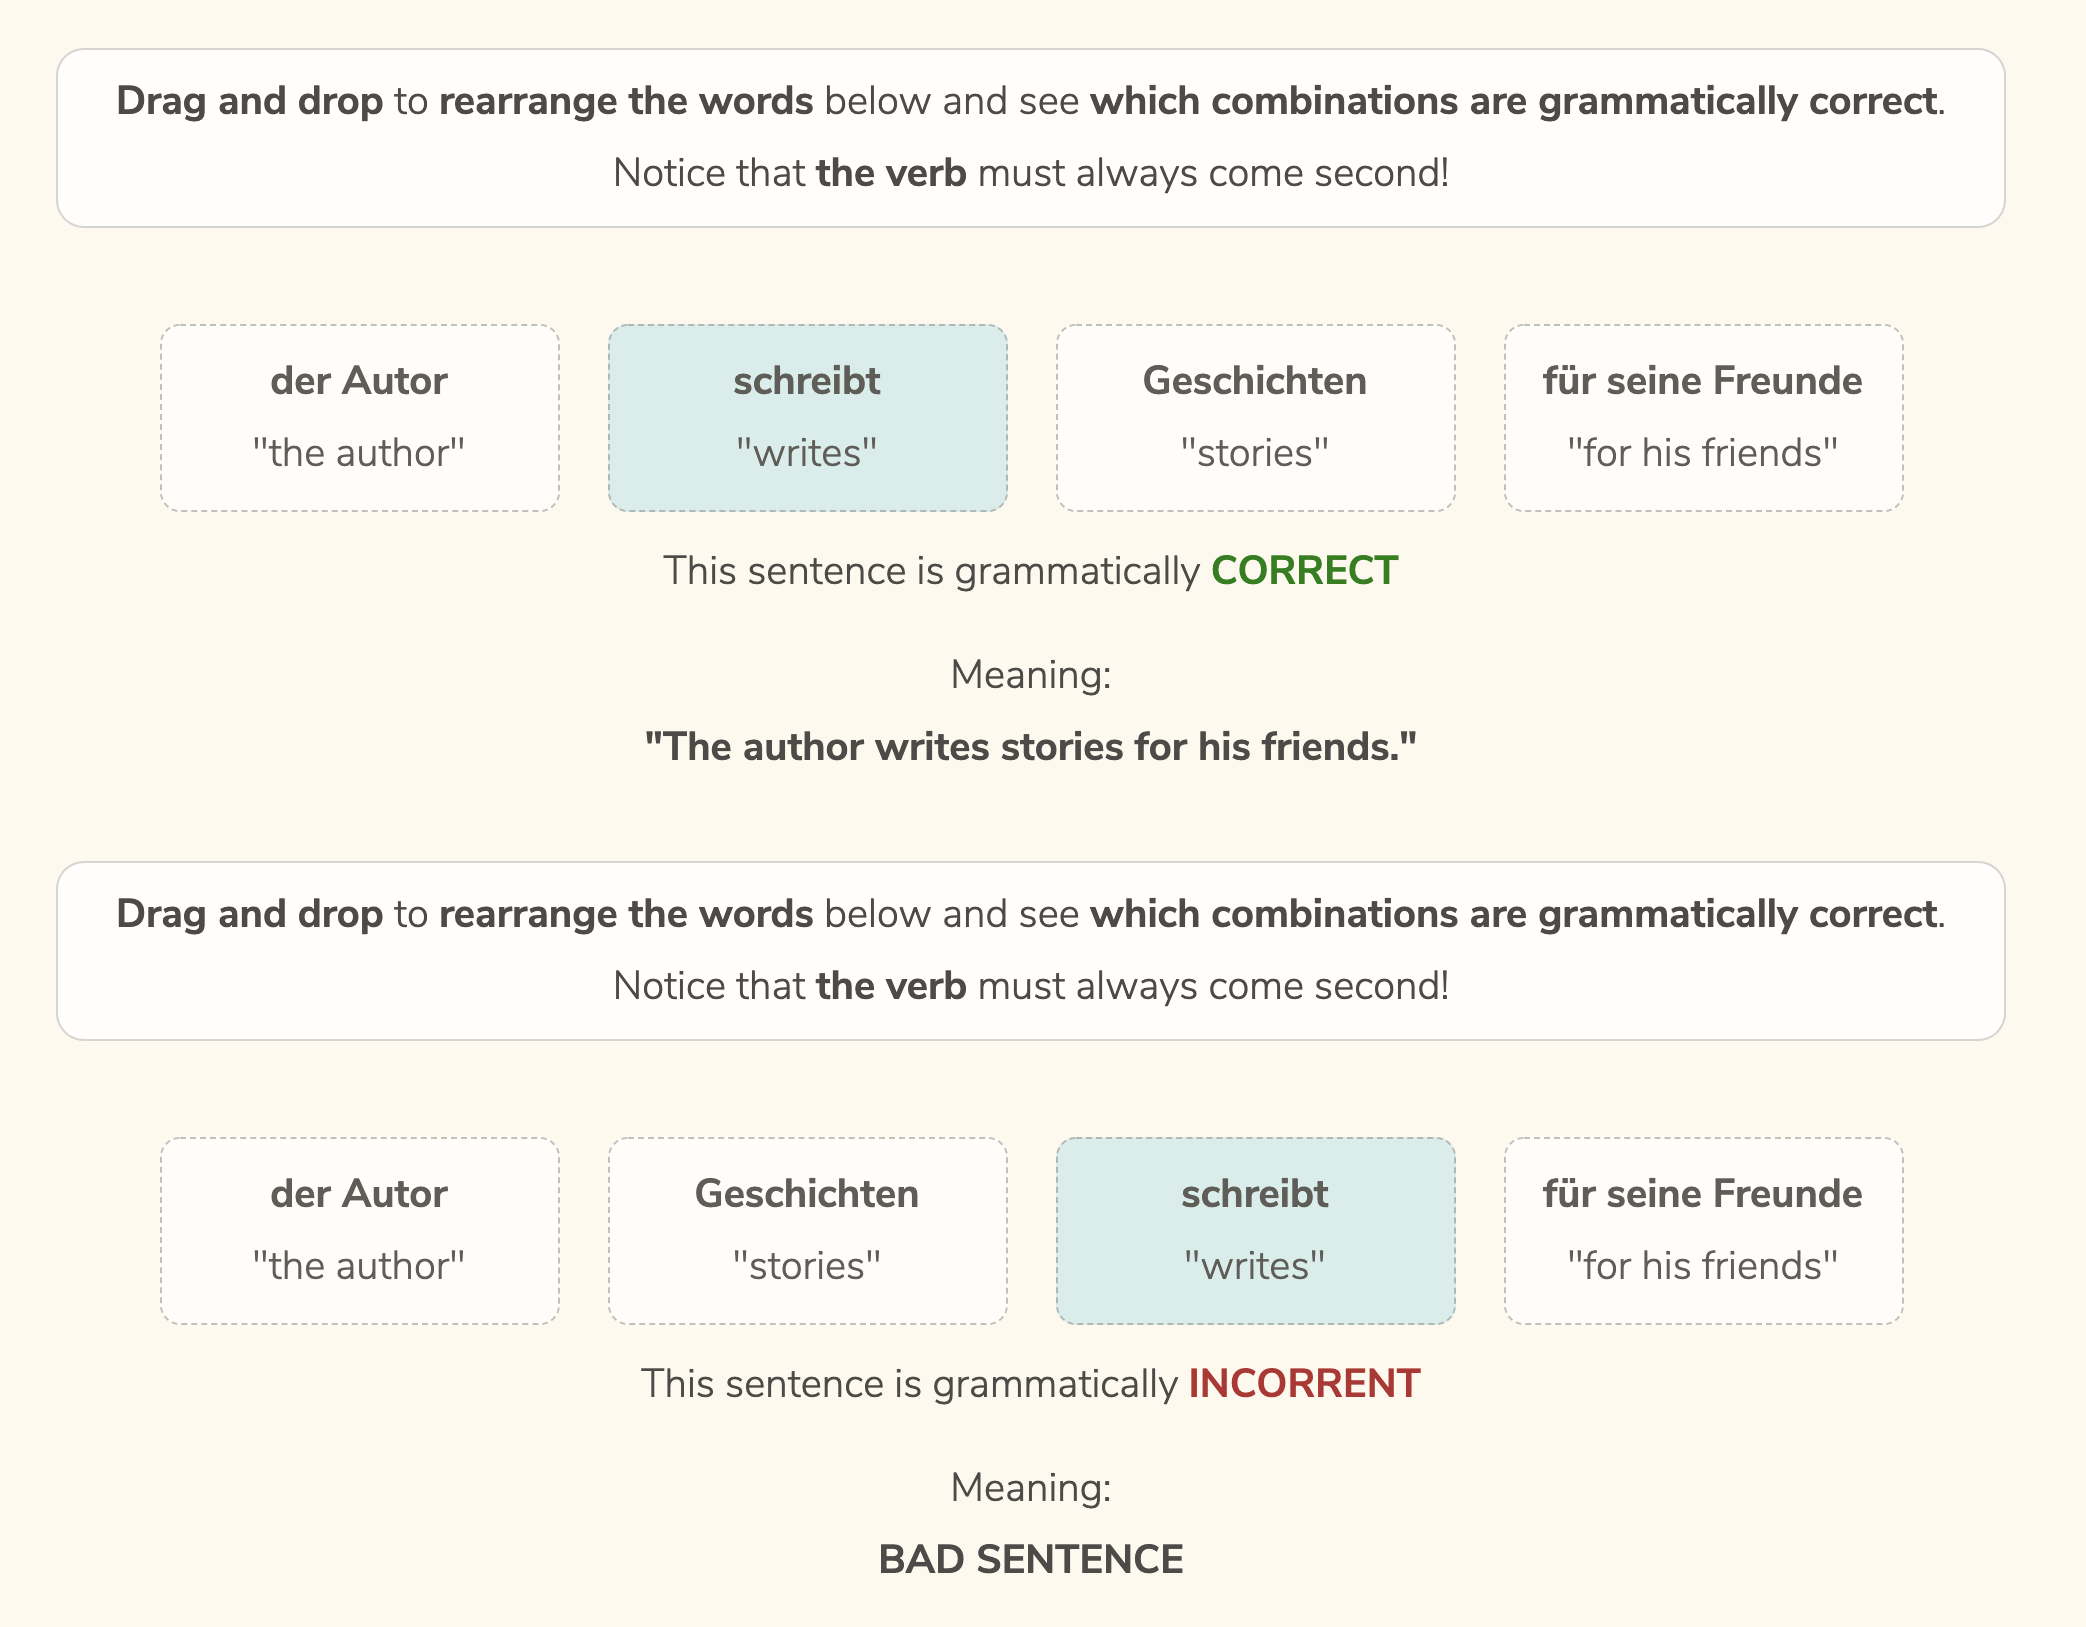 Drag and drop to rearrange the words below and see which combinations are grammatically correct.
Notice that the verb must always come second!
der Autor
"the author"
schreibt
"writes"
Geschichten
"stories"
für seine Freunde
"for his friends"
This sentence is grammatically CORRECT
Meaning:
"The author writes stories for his friends."
Drag and drop to rearrange the words below and see which combinations are grammatically correct.
Notice that the verb must always come second!
der Autor
"the author"
Geschichten
"stories"
schreibt
"writes"
für seine Freunde
"for his friends"
This sentence is grammatically INCORRENT
Meaning:
BAD SENTENCE